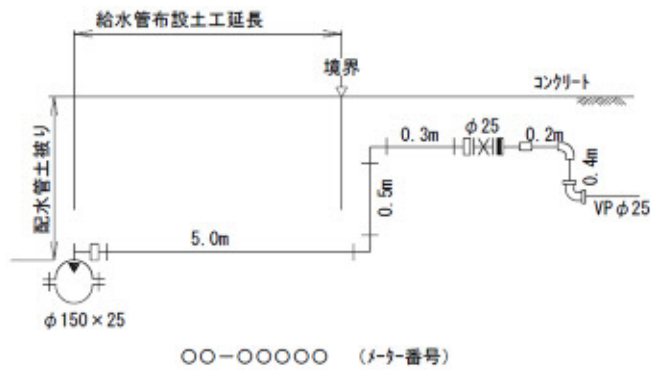 給水管布設土工延長
境界
コンクリート
配水管土被り
0.3m
φ25
0.2m
0.4m
0.5m
VPφ25
5.0m
φ150×25
○○-○○○○○ (メーター番号)